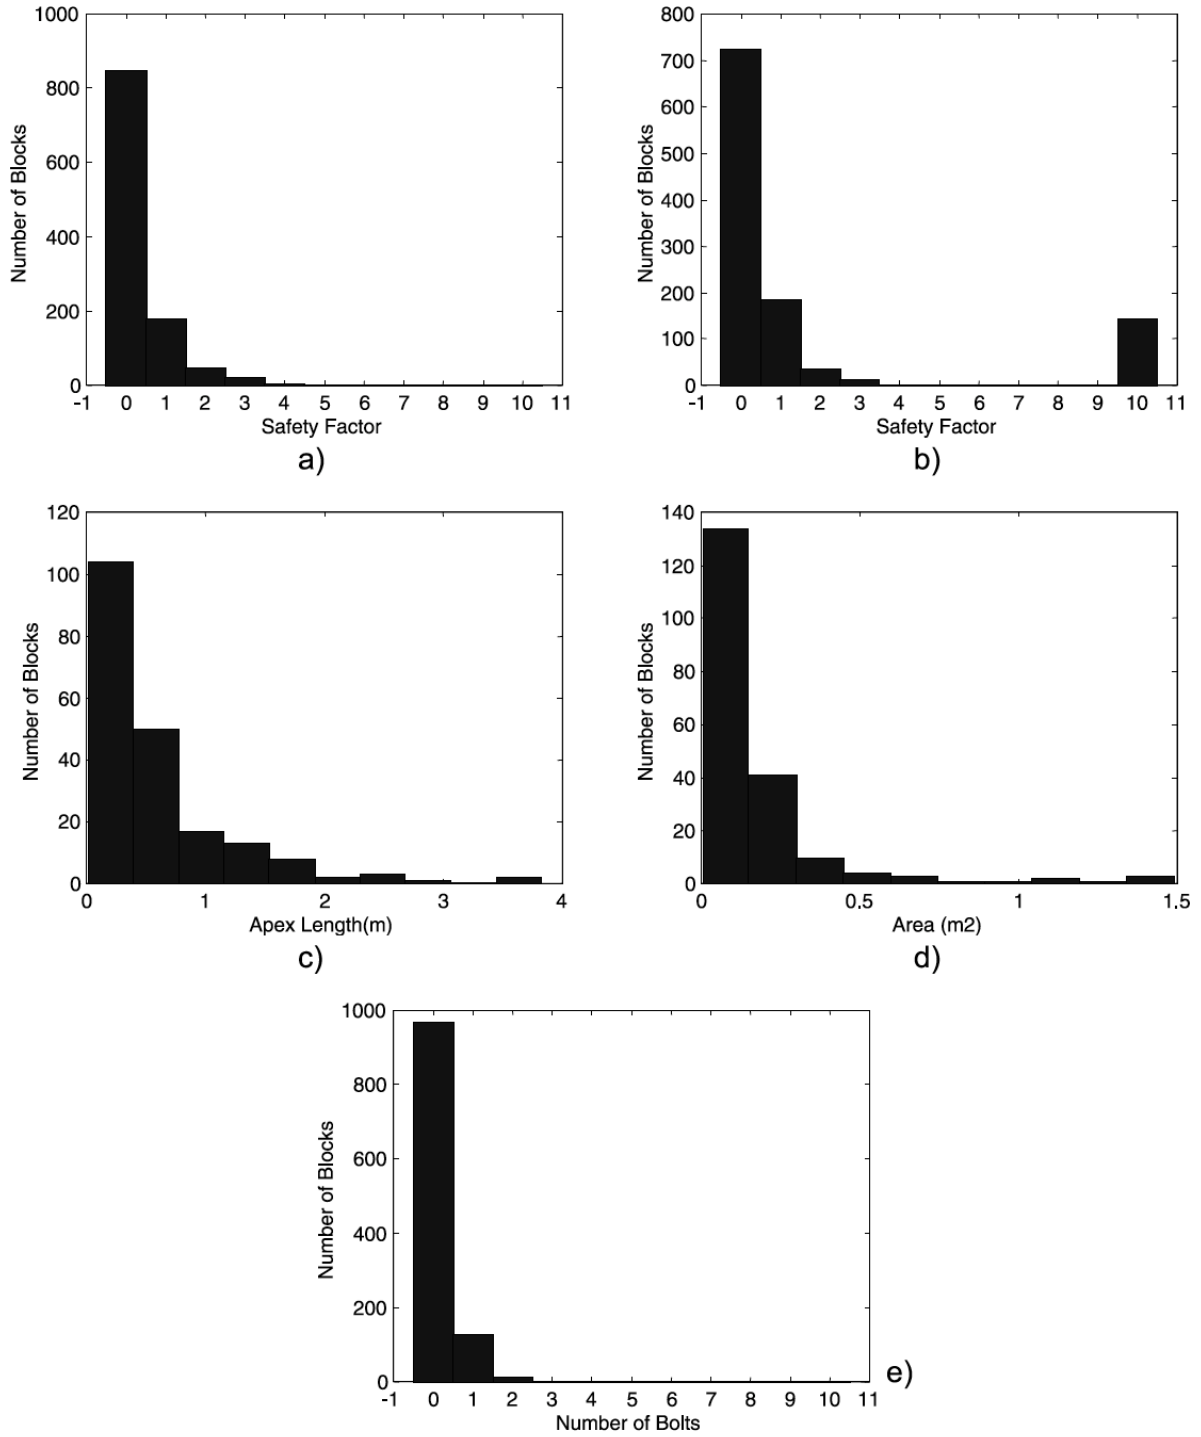 1000
800
600
400
200
0
-1 0 1 2 3 4 5 6 7 8 9 10 11
Number of Blocks
Safety Factor
a)
800
700
600
500
400
300
200
100
0
-1 0 1 2 3 4 5 6 7 8 9 10 11
Number of Blocks
Safety Factor
b)
120
100
80
60
40
20
0
0 1 2 3 4
Number of Blocks
Apex Length(m)
c)
140
120
100
80
60
40
20
0
0 0.5 1 1.5
Number of Blocks
Area (m2)
d)
1000
800
600
400
200
0
-1 0 1 2 3 4 5 6 7 8 9 10 11
Number of Blocks
Number of Bolts
e)